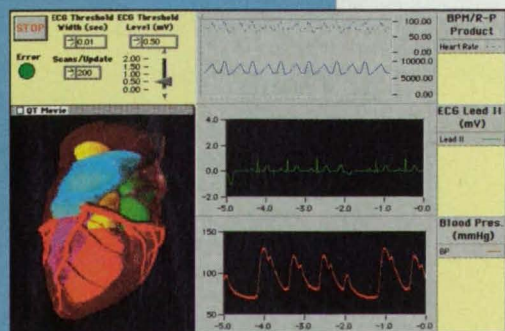 STOP
ECG Threshold Width (sec)
0.01
ECG Threshold Level (mV)
0.50
Error
Scans/Update
200
2.00
1.50
1.00
0.50
0.00
100.00
50.00
0.00
10000.0
5000.00
0.00
BPM/R-P
Product
Heart Rate
QT Movie
4.0
2.0
0.0
-2.0
-5.0 -4.0 -3.0 -2.0 -1.0 -0.0
ECG Lead II
(mV)
Lead II
150
100
50
-5.0 -4.0 -3.0 -2.0 -1.0 0.0
Blood Pres.
(mmHg)
BP